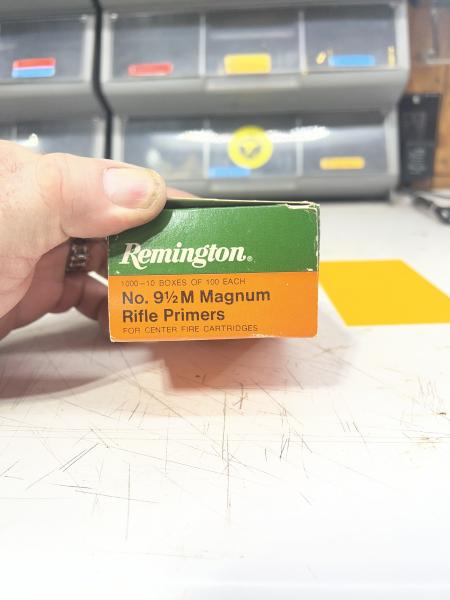 Remington®
1000-10 BOXES OF 100 EACH
No. 9½M Magnum
Rifle Primers
FOR CENTER FIRE CARTRIDGES